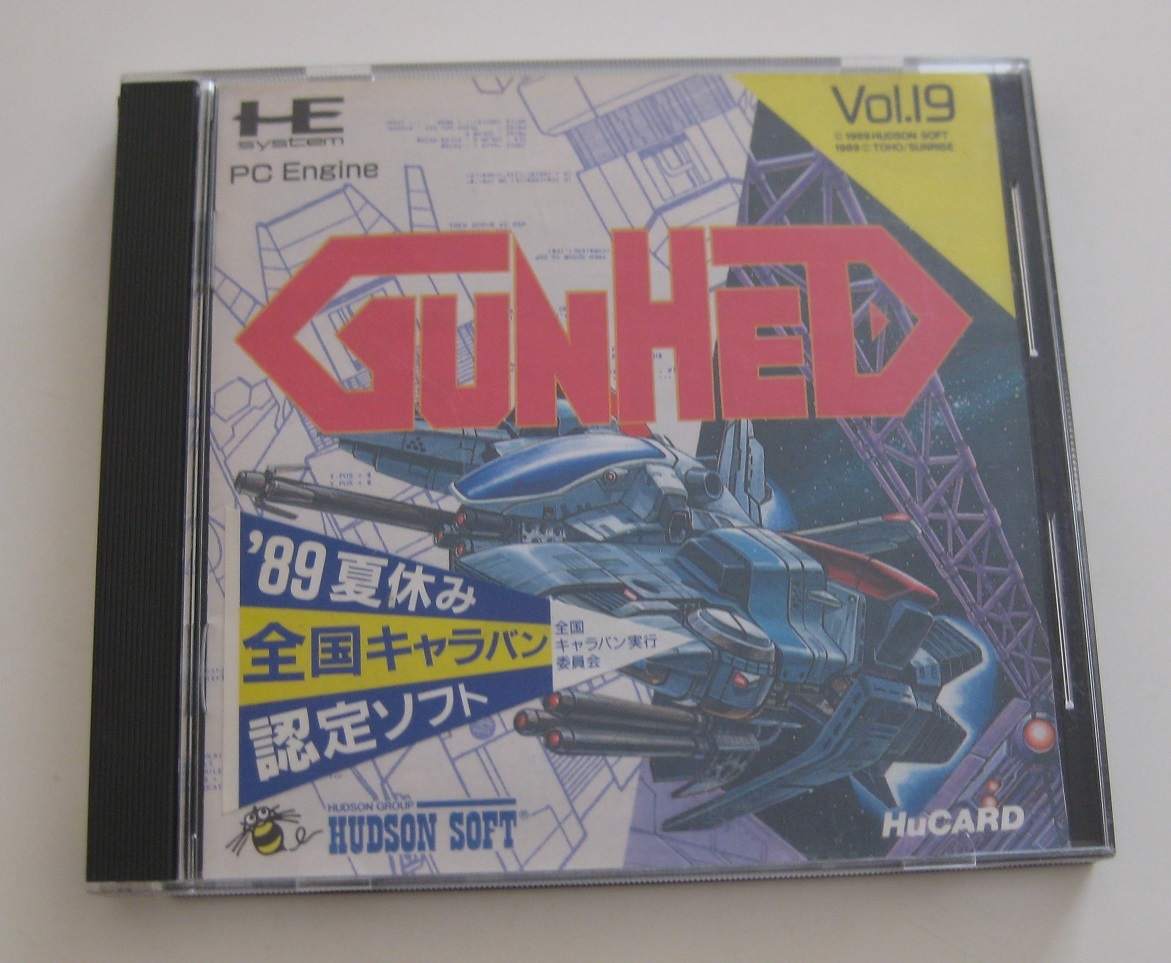 HE
system
PC Engine
Vol.19
© 1989 HUDSON SOFT
1989 © TOHO/SUNRISE
GUNHED
'89 夏休み
全国キャラバン
認定ソフト
全国
キャラバン実行
委員会
HUDSON GROUP
HUDSON SOFT®
HuCARD